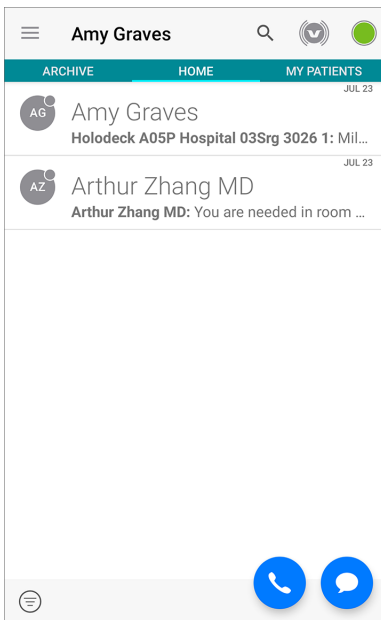 Amy Graves
ARCHIVE HOME MY PATIENTS
JUL 23
AG
Amy Graves
Holodeck A05P Hospital 03Srg 3026 1: Mil...
JUL 23
AZ
Arthur Zhang MD
Arthur Zhang MD: You are needed in room ...